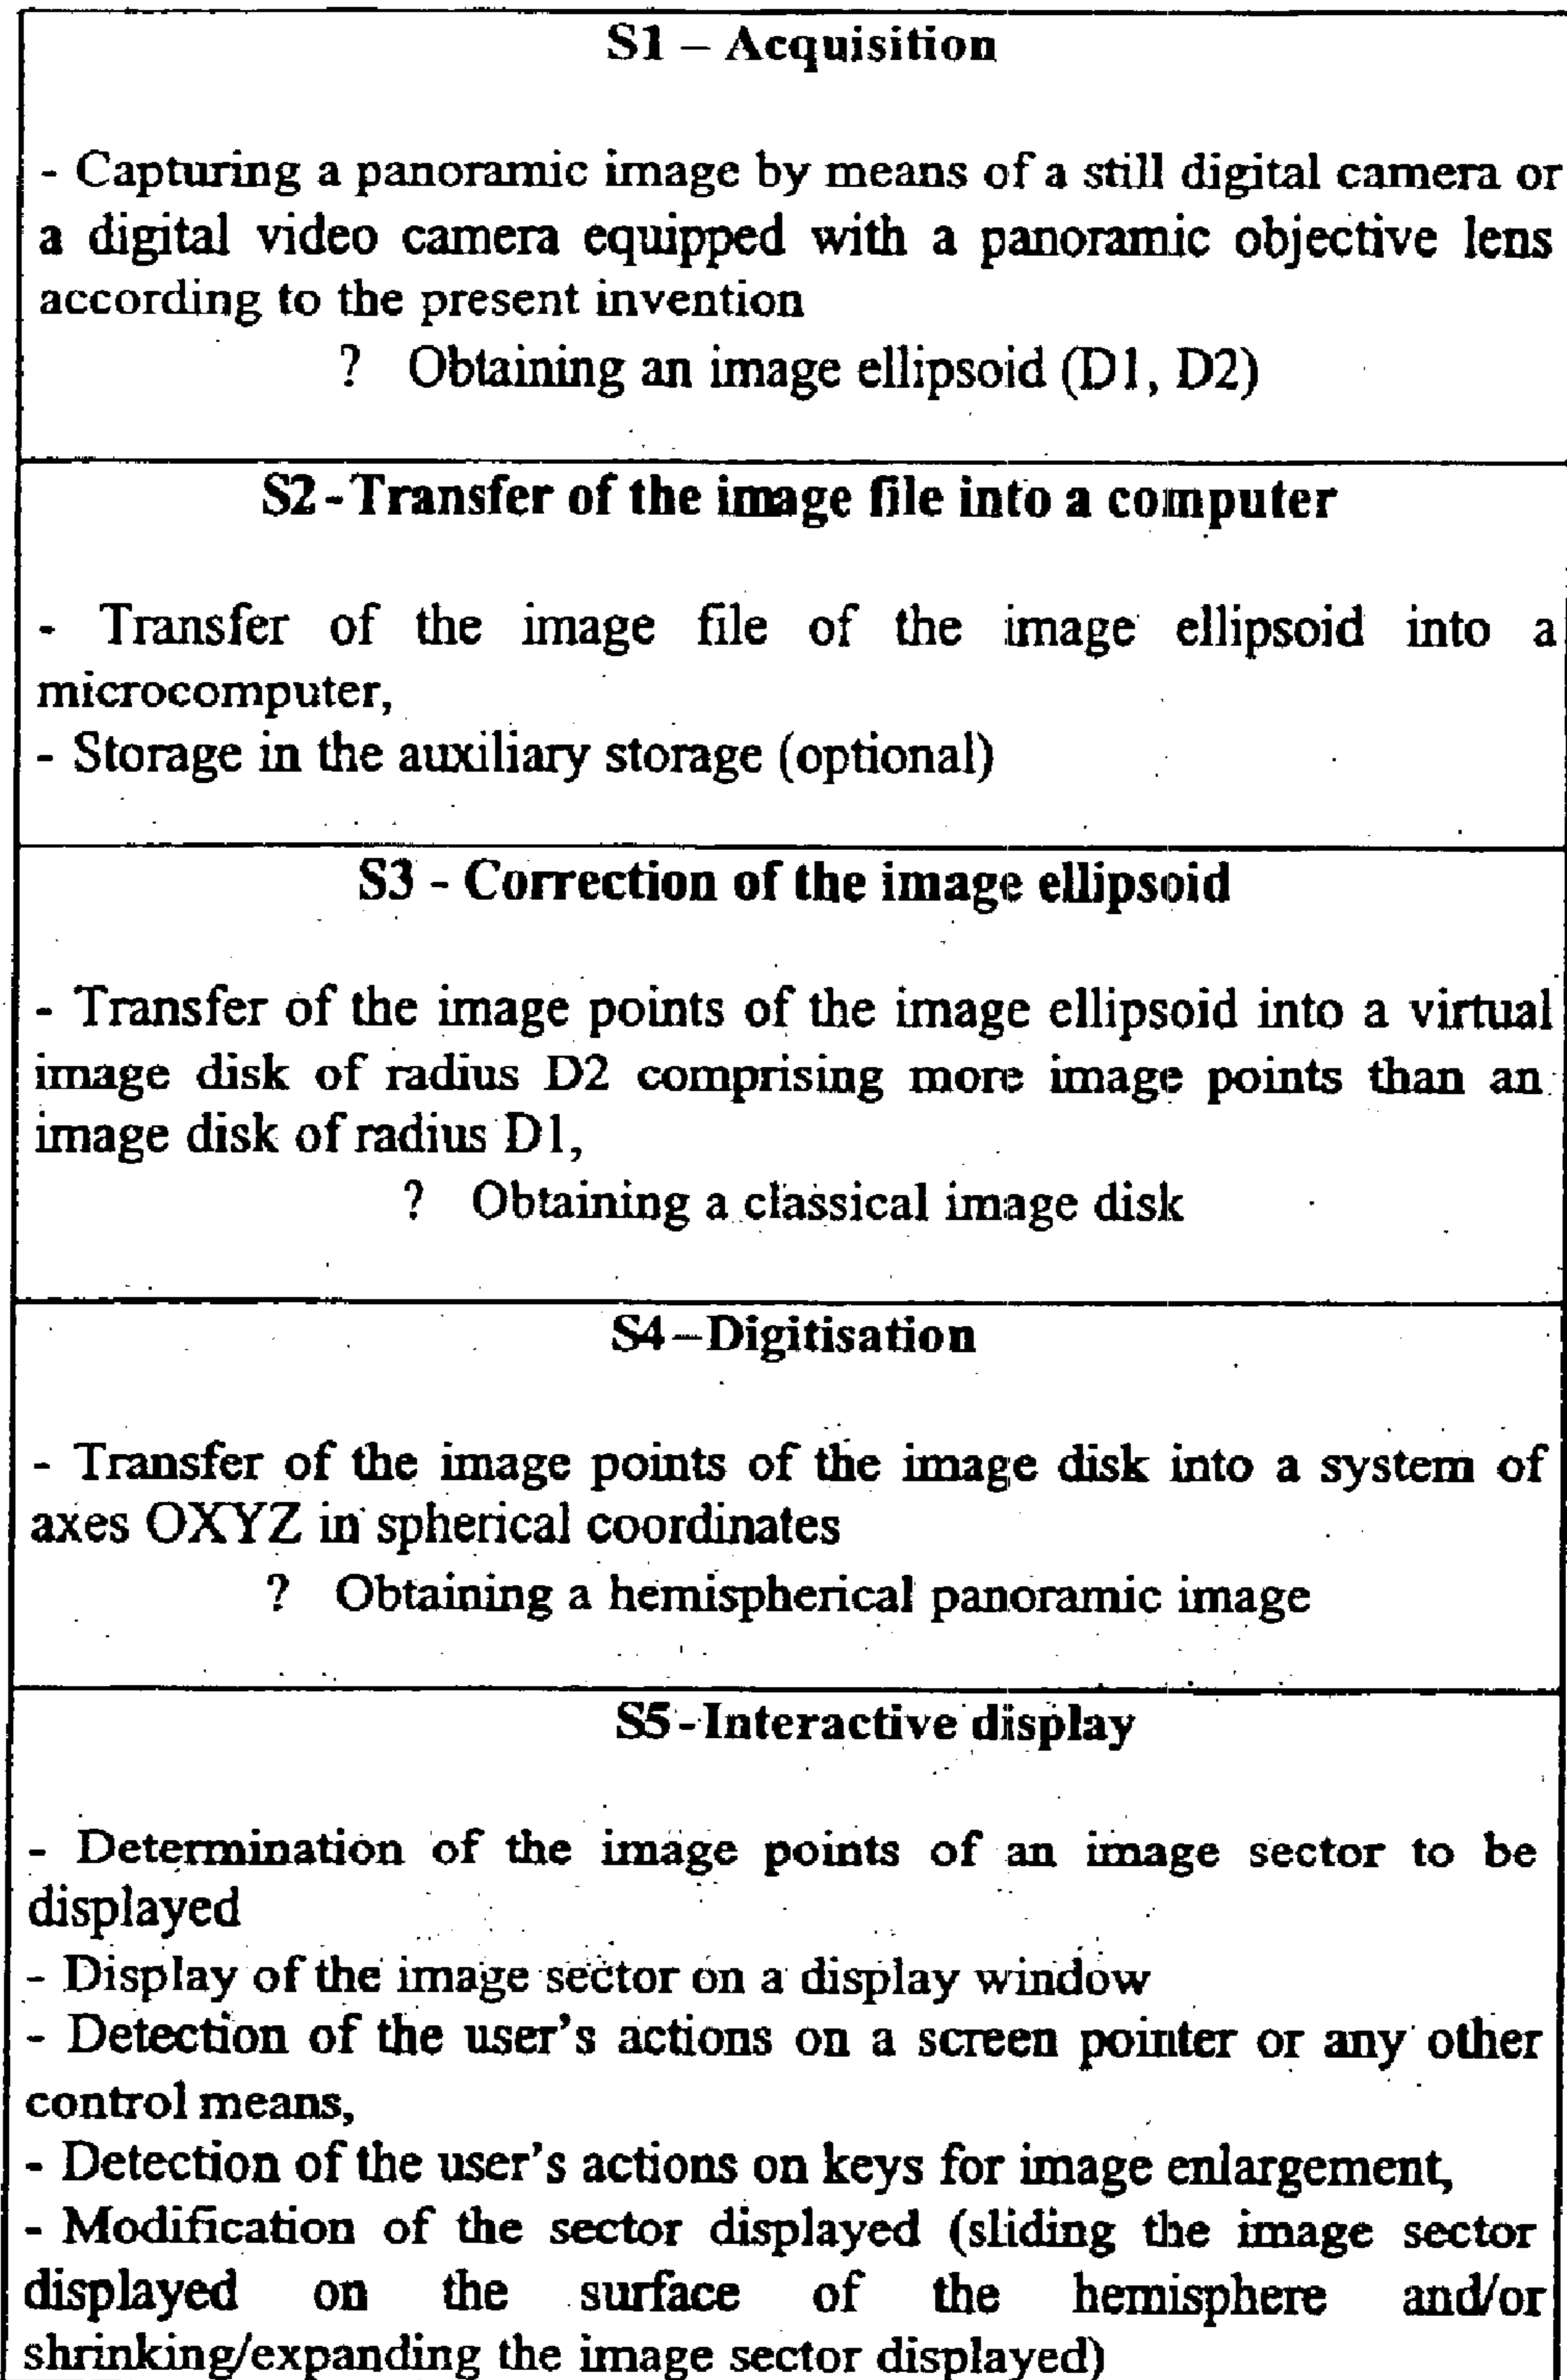 S1 – Acquisition
- Capturing a panoramic image by means of a still digital camera or
a digital video camera equipped with a panoramic objective lens
according to the present invention
? Obtaining an image ellipsoid (D1, D2)
S2 - Transfer of the image file into a computer
- Transfer of the image file of the image ellipsoid into a
microcomputer,
- Storage in the auxiliary storage (optional)
S3 - Correction of the image ellipsoid
- Transfer of the image points of the image ellipsoid into a virtual
image disk of radius D2 comprising more image points than an
image disk of radius D1,
? Obtaining a classical image disk
S4 – Digitisation
- Transfer of the image points of the image disk into a system of
axes OXYZ in spherical coordinates
? Obtaining a hemispherical panoramic image
S5 - Interactive display
- Determination of the image points of an image sector to be
displayed
- Display of the image sector on a display window
- Detection of the user's actions on a screen pointer or any other
control means,
- Detection of the user's actions on keys for image enlargement,
- Modification of the sector displayed (sliding the image sector
displayed on the surface of the hemisphere and/or
shrinking/expanding the image sector displayed)